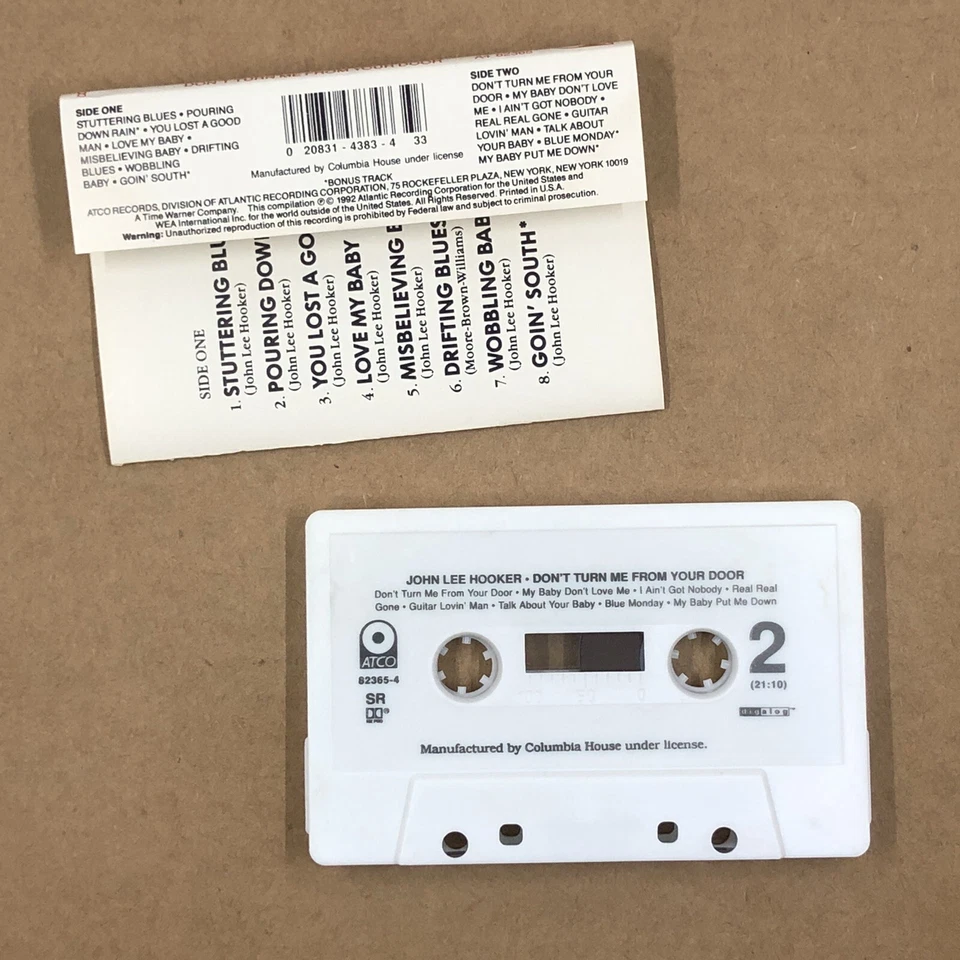 DON'T TURN ME FROM YOUR DOOR
SIDE ONE
STUTTERING BLUES • POURING
DOWN RAIN* • YOU LOST A GOOD
MAN • LOVE MY BABY •
MISBELIEVING BABY • DRIFTING
BLUES • WOBBLING
BABY • GOIN' SOUTH*
0 20831-4383-4 33
Manufactured by Columbia House under license
SIDE TWO
DON'T TURN ME FROM YOUR
DOOR • MY BABY DON'T LOVE
ME • I AIN'T GOT NOBODY •
REAL REAL GONE • GUITAR
LOVIN' MAN • TALK ABOUT
YOUR BABY • BLUE MONDAY*
MY BABY PUT ME DOWN*
*BONUS TRACK
ATCO RECORDS, DIVISION OF ATLANTIC RECORDING CORPORATION, 75 ROCKEFELLER PLAZA, NEW YORK, NEW YORK 10019
A Time Warner Company. This compilation ℗© 1992 Atlantic Recording Corporation for the United States and
WEA International Inc. for the world outside of the United States. All Rights Reserved. Printed in U.S.A.
Warning: Unauthorized reproduction of this recording is prohibited by Federal law and subject to criminal prosecution.
SIDE ONE
1. STUTTERING BLU
(John Lee Hooker)
2. POURING DOWN
(John Lee Hooker)
3. YOU LOST A GO
(John Lee Hooker)
4. LOVE MY BABY
(John Lee Hooker)
5. MISBELIEVING B
(John Lee Hooker)
6. DRIFTING BLUES
(Moore-Brown-Williams)
7. WOBBLING BAB
(John Lee Hooker)
8. GOIN' SOUTH*
(John Lee Hooker)
JOHN LEE HOOKER • DON'T TURN ME FROM YOUR DOOR
Don't Turn Me From Your Door • My Baby Don't Love Me • I Ain't Got Nobody • Real Real
Gone • Guitar Lovin' Man • Talk About Your Baby • Blue Monday • My Baby Put Me Down
ATCO
82365-4
SR
2
(21:10)
digalog™
Manufactured by Columbia House under license.